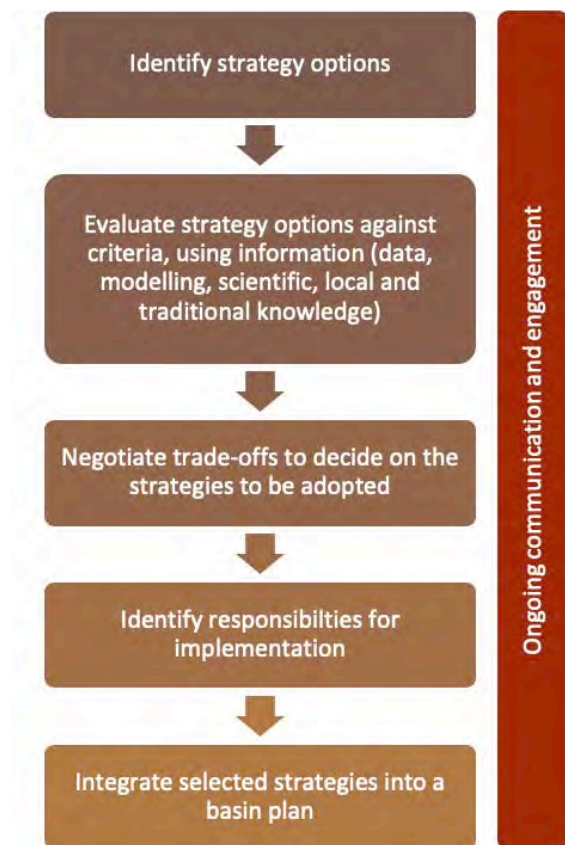 Identify strategy options
Evaluate strategy options against
criteria, using information (data,
modelling, scientific, local and
traditional knowledge)
Negotiate trade-offs to decide on the
strategies to be adopted
Identify responsibilties for
implementation
Integrate selected strategies into a
basin plan
Ongoing communication and engagement